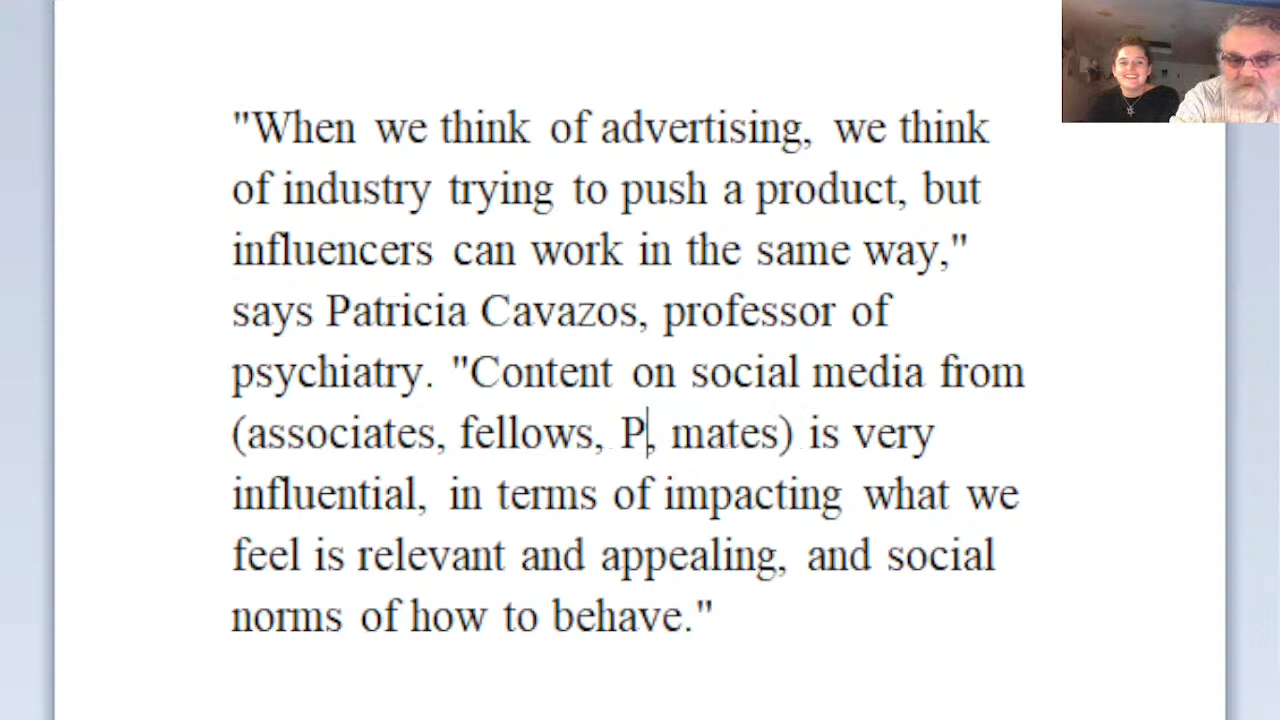 "When we think of advertising, we think
of industry trying to push a product, but
influencers can work in the same way,"
says Patricia Cavazos, professor of
psychiatry. "Content on social media from
(associates, fellows, P, mates) is very
influential, in terms of impacting what we
feel is relevant and appealing, and social
norms of how to behave."